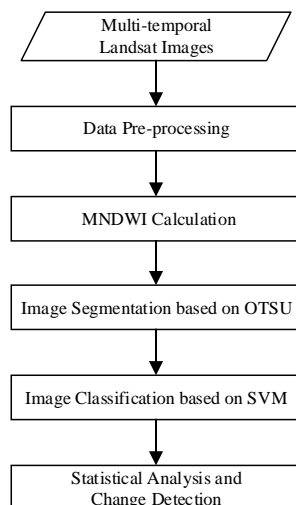 Multi-temporal
Landsat Images
Data Pre-processing
MNDWI Calculation
Image Segmentation based on OTSU
Image Classification based on SVM
Statistical Analysis and
Change Detection